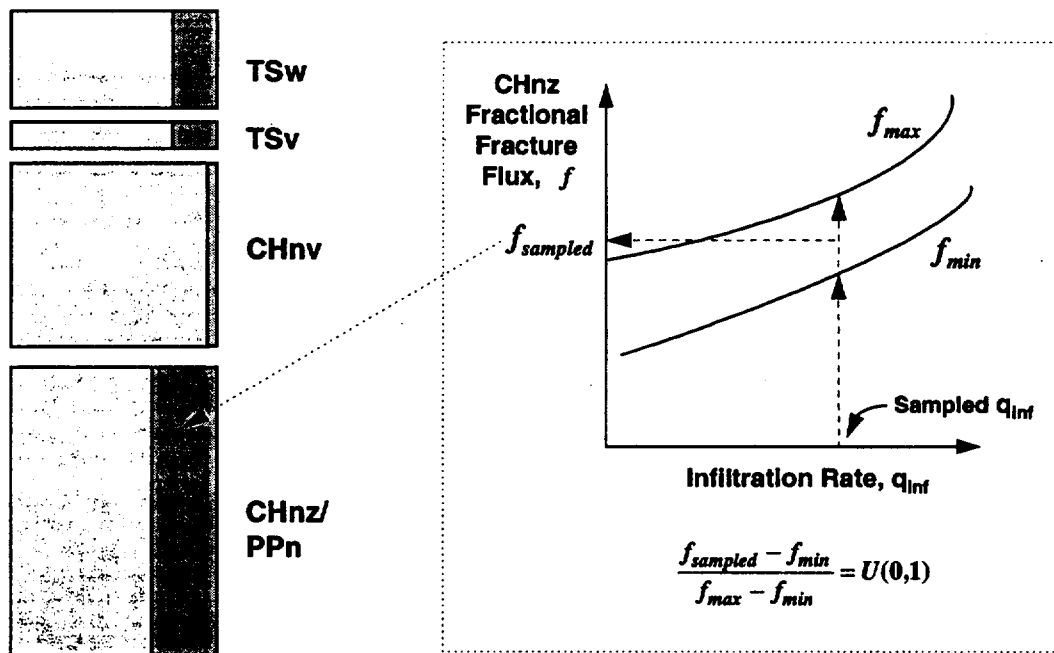 TSw
TSv
CHnv
CHnz/
PPn
CHnz
Fractional
Fracture
Flux, f
f_sampled
f_max
f_min
Sampled q_inf
Infiltration Rate, q_inf
(f_sampled − f_min) / (f_max − f_min) = U(0,1)